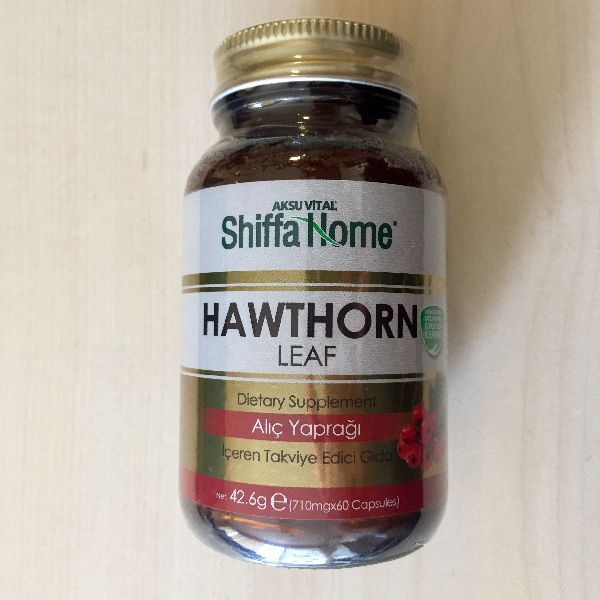 AKSU VİTAL
Shiffa Home®
HAWTHORN
LEAF
Dietary Supplement
Alıç Yaprağı
İçeren Takviye Edici Gıda
Net 42.6g ℮ (710mgx60 Capsules)